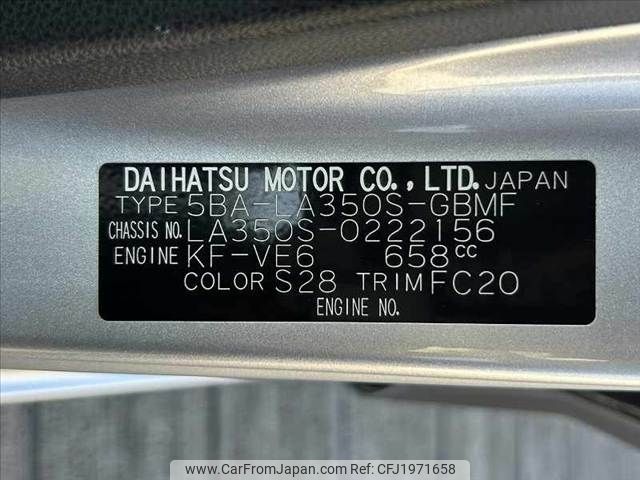 DAIHATSU MOTOR CO., LTD. JAPAN
TYPE 5BA-LA350S-GBMF
CHASSIS NO. LA350S-0222156
ENGINE KF-VE6 658cc
COLOR S28 TRIM FC20
ENGINE NO.
www.CarFromJapan.com | CarFromJapan: CFJ1971658